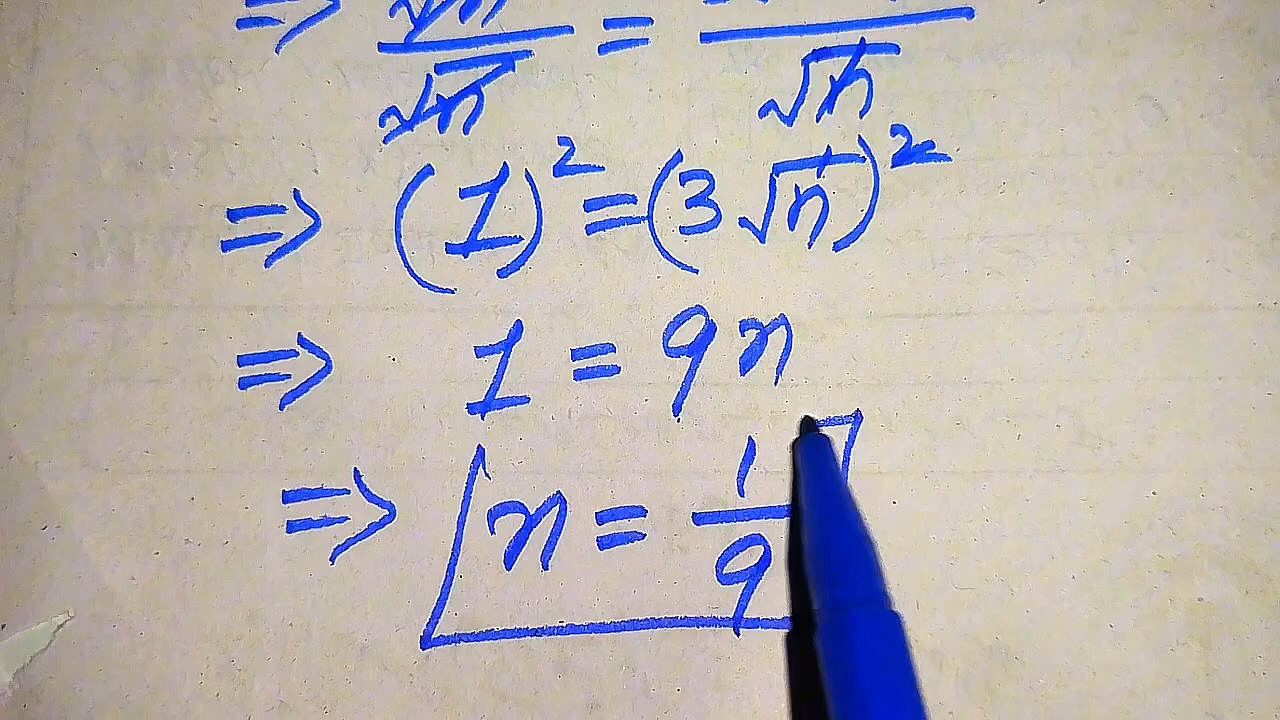 ⇒ √n/√n = /√n
⇒ (1)² = (3√n)²
⇒ 1 = 9n
⇒ n = 1/9